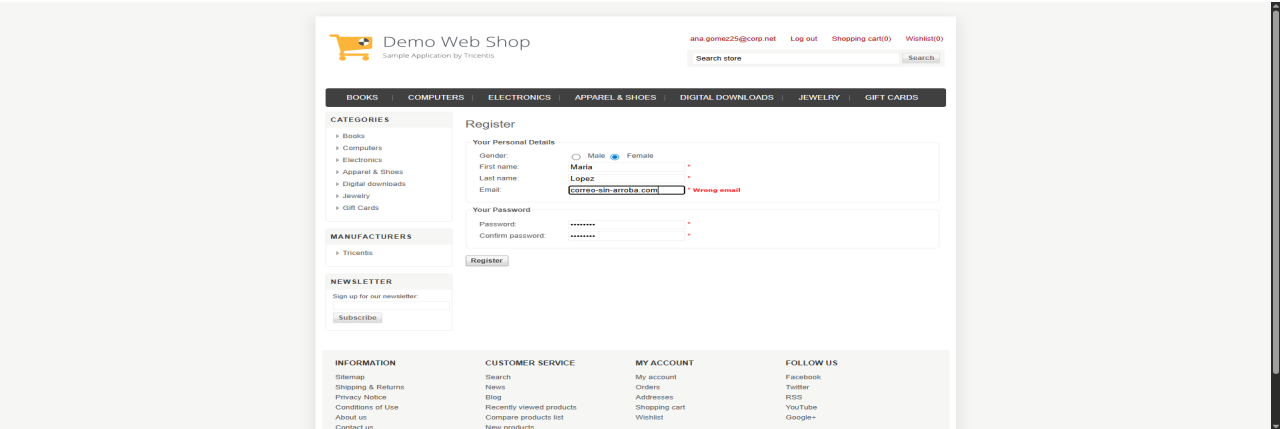 Demo Web Shop
Sample Application by Tricentis
ana.gomez25@corp.net Log out Shopping cart(0) Wishlist(0)
Search store Search
BOOKS COMPUTERS ELECTRONICS APPAREL & SHOES DIGITAL DOWNLOADS JEWELRY GIFT CARDS
CATEGORIES
Books
Computers
Electronics
Apparel & Shoes
Digital downloads
Jewelry
Gift Cards
MANUFACTURERS
Tricentis
NEWSLETTER
Sign up for our newsletter:
Subscribe
Register
Your Personal Details
Gender: Male Female
First name: Maria *
Last name: Lopez *
Email: correo-sin-arroba.com * Wrong email
Your Password
Password: •••••••• *
Confirm password: •••••••• *
Register
INFORMATION
Sitemap
Shipping & Returns
Privacy Notice
Conditions of Use
About us
Contact us
CUSTOMER SERVICE
Search
News
Blog
Recently viewed products
Compare products list
New products
MY ACCOUNT
My account
Orders
Addresses
Shopping cart
Wishlist
FOLLOW US
Facebook
Twitter
RSS
YouTube
Google+